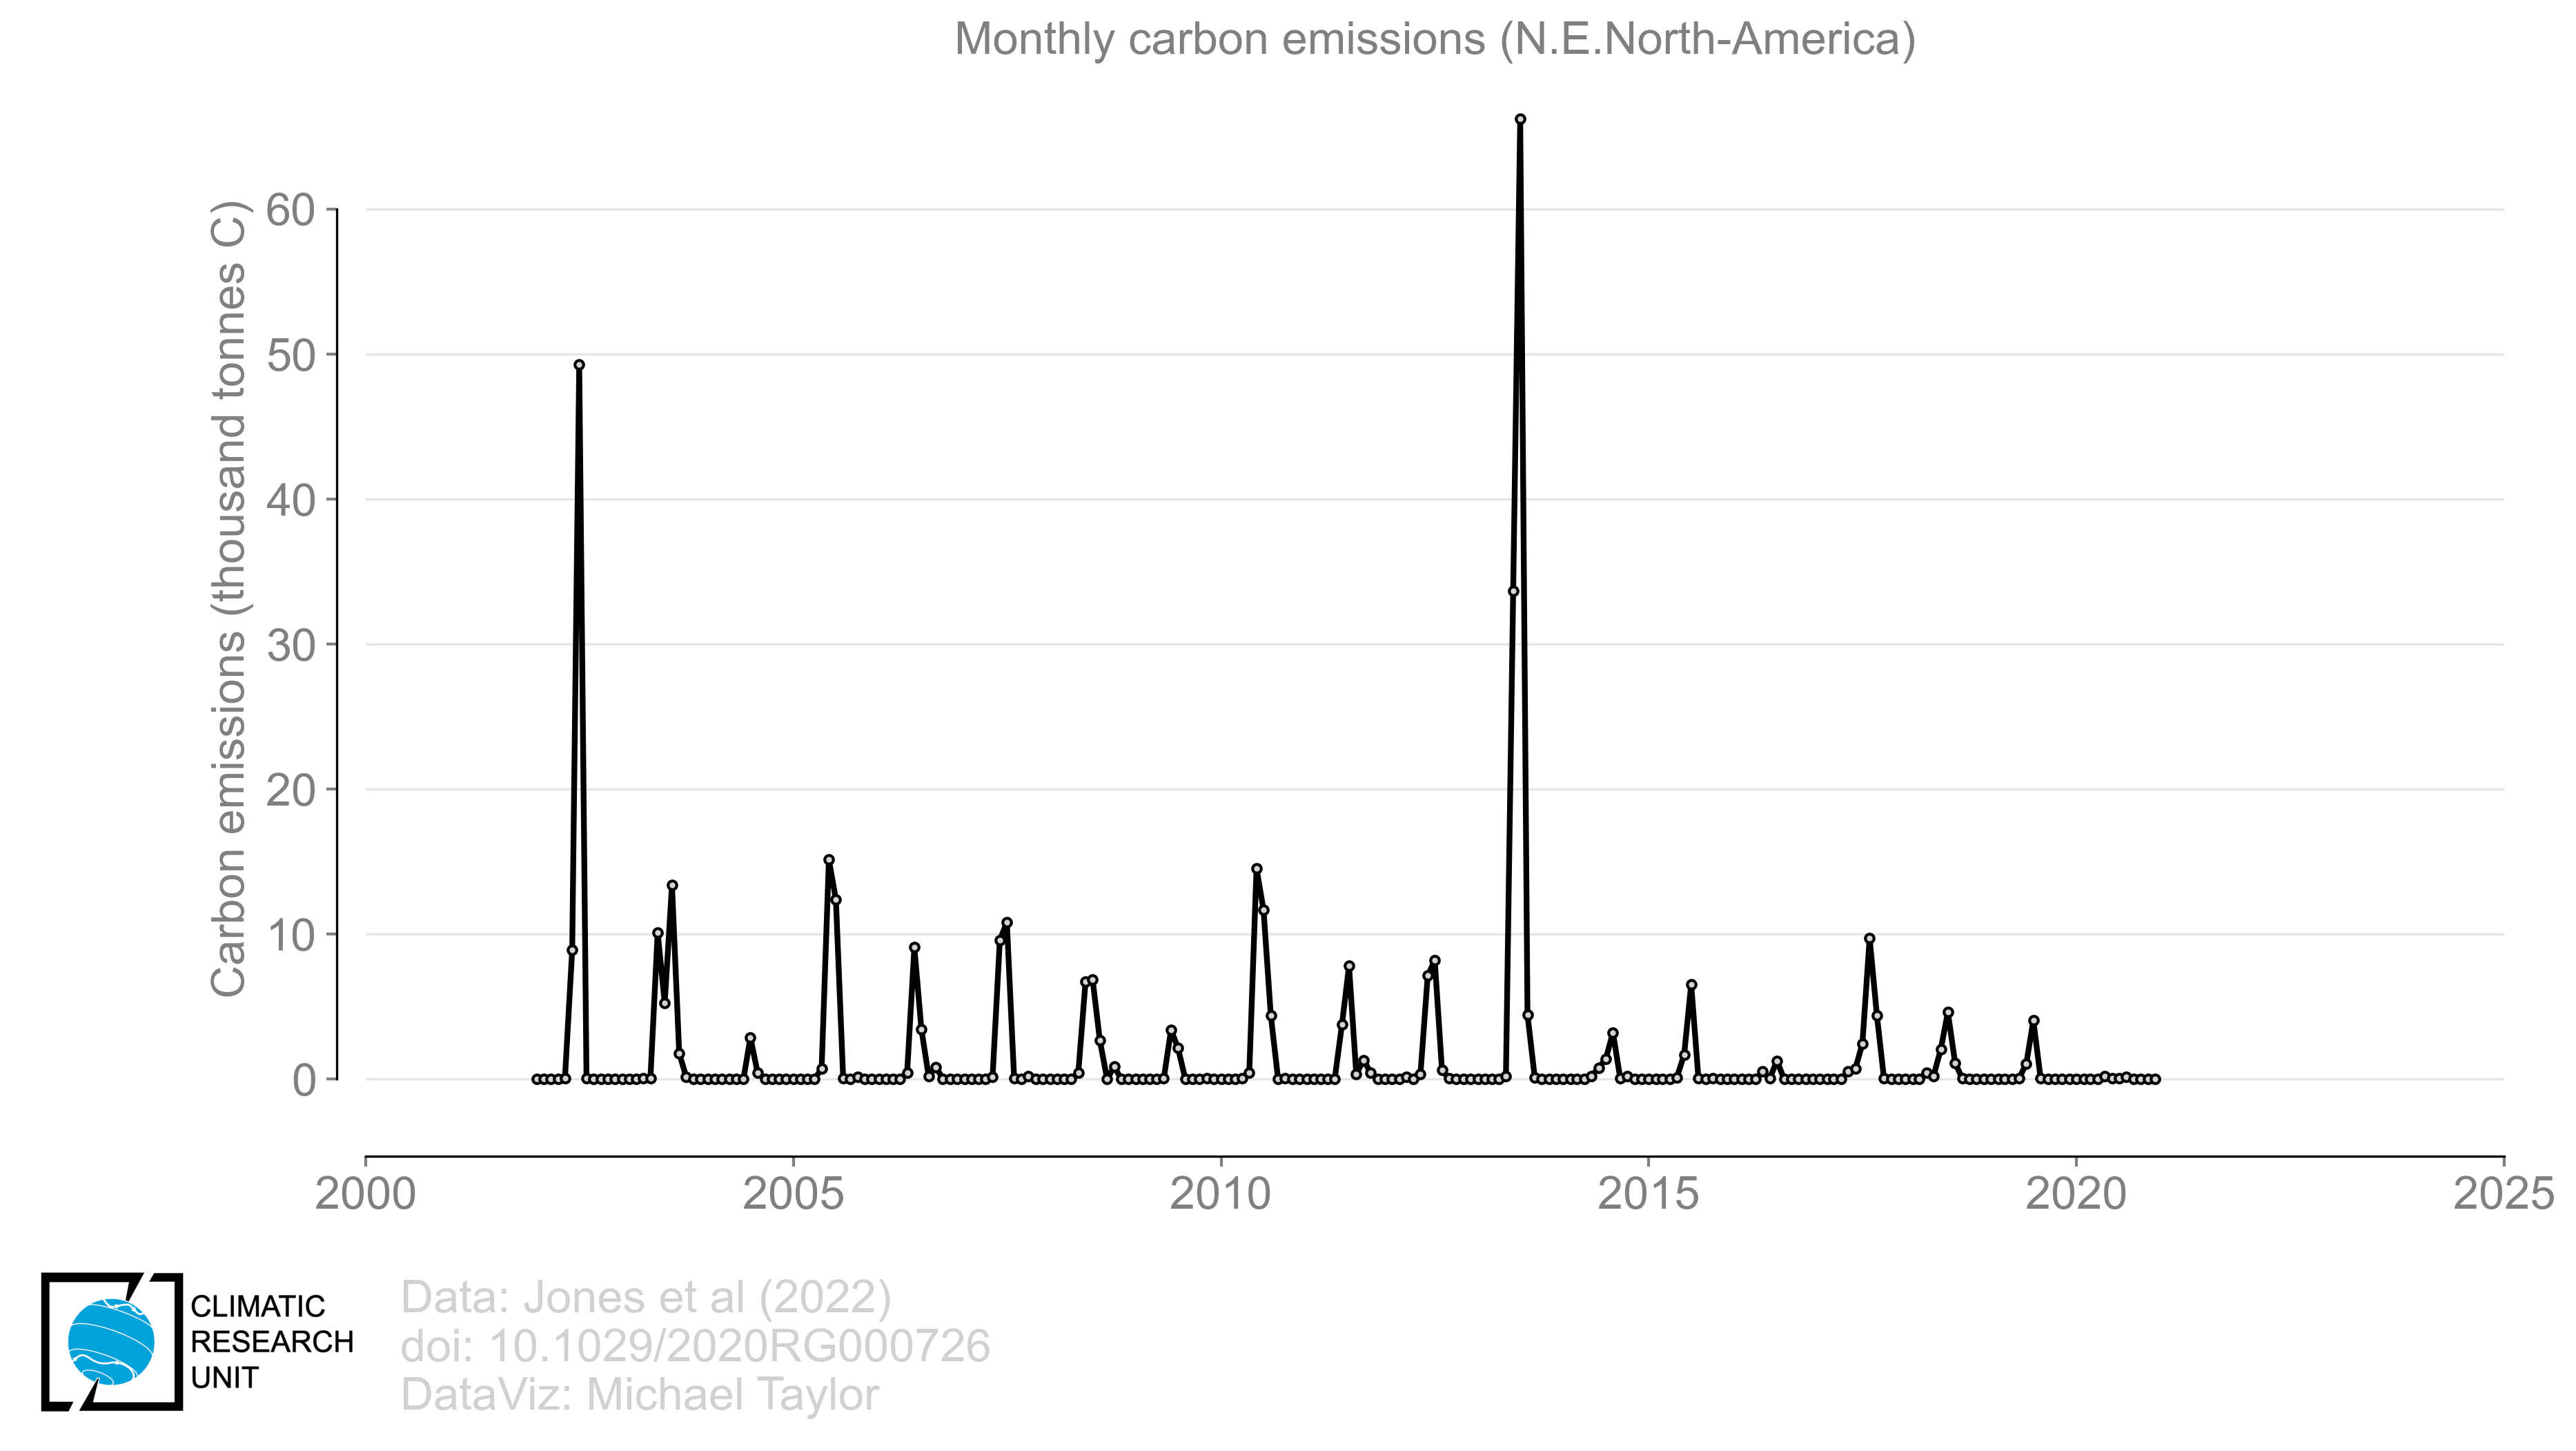 Monthly carbon emissions (N.E.North-America)
Carbon emissions (thousand tonnes C)
60
50
40
30
20
10
0
2000
2005
2010
2015
2020
2025
CLIMATIC
RESEARCH
UNIT
Data: Jones et al (2022)
doi: 10.1029/2020RG000726
DataViz: Michael Taylor